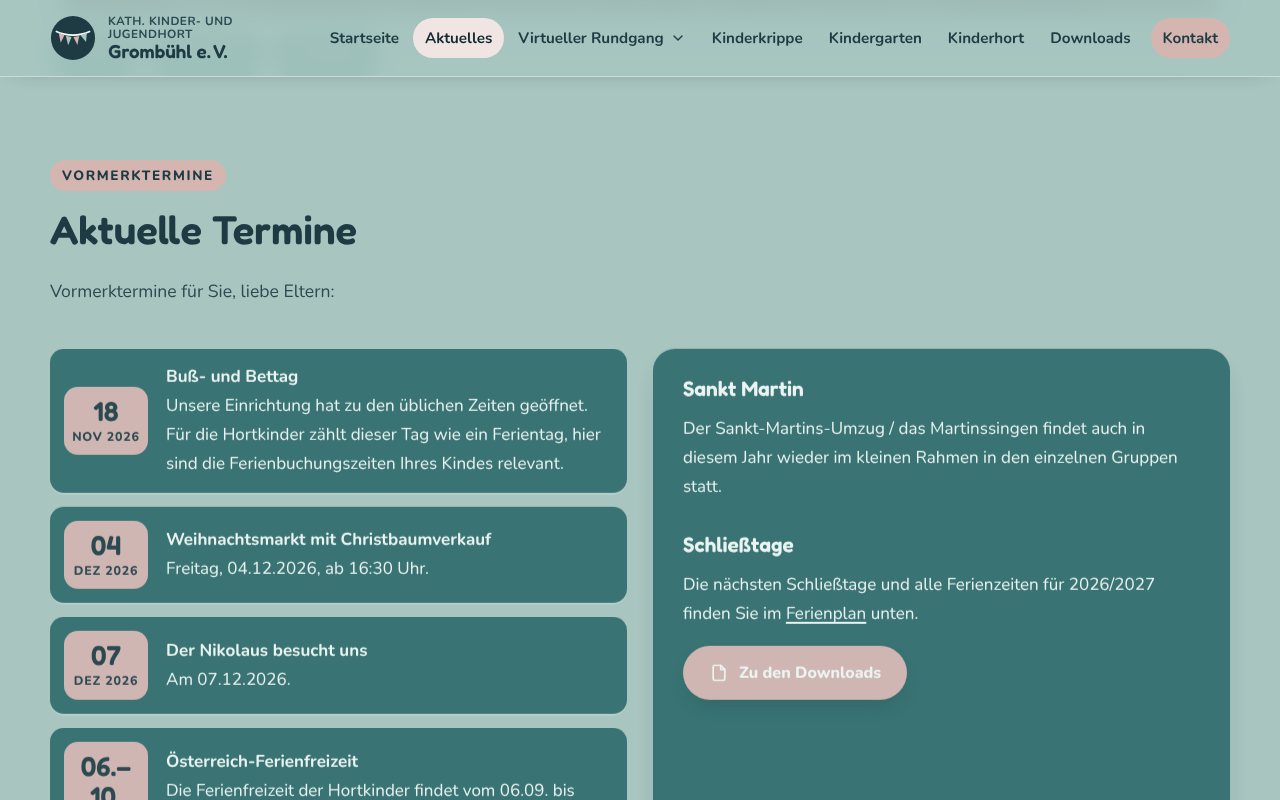 KATH. KINDER- UND
JUGENDHORT
Grombühl e. V.
Startseite
Aktuelles
Virtueller Rundgang
Kinderkrippe
Kindergarten
Kinderhort
Downloads
Kontakt
VORMERKTERMINE
Aktuelle Termine
Vormerktermine für Sie, liebe Eltern:
18
NOV 2026
Buß- und Bettag
Unsere Einrichtung hat zu den üblichen Zeiten geöffnet.
Für die Hortkinder zählt dieser Tag wie ein Ferientag, hier
sind die Ferienbuchungszeiten Ihres Kindes relevant.
04
DEZ 2026
Weihnachtsmarkt mit Christbaumverkauf
Freitag, 04.12.2026, ab 16:30 Uhr.
07
DEZ 2026
Der Nikolaus besucht uns
Am 07.12.2026.
06.–
10.
Österreich-Ferienfreizeit
Die Ferienfreizeit der Hortkinder findet vom 06.09. bis
Sankt Martin
Der Sankt-Martins-Umzug / das Martinssingen findet auch in
diesem Jahr wieder im kleinen Rahmen in den einzelnen Gruppen
statt.
Schließtage
Die nächsten Schließtage und alle Ferienzeiten für 2026/2027
finden Sie im Ferienplan unten.
Zu den Downloads